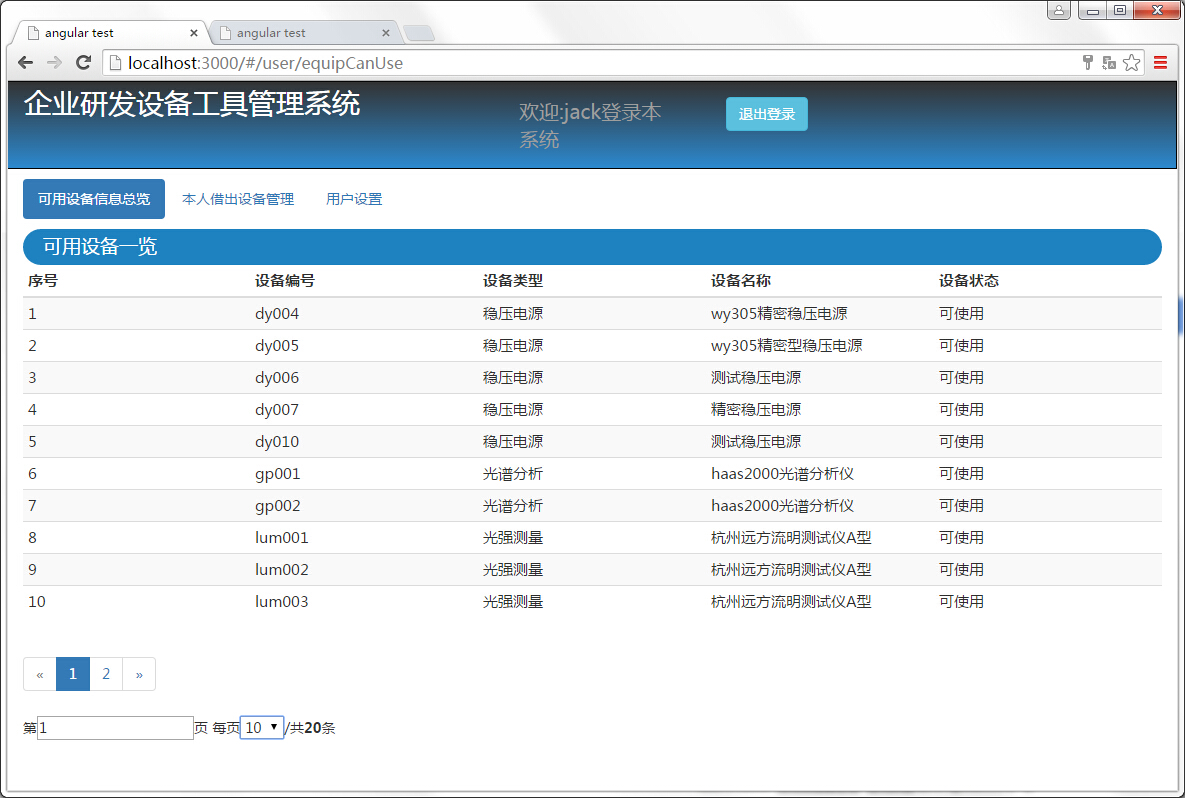 angular test
angular test
localhost:3000/#/user/equipCanUse
企业研发设备工具管理系统
欢迎:jack登录本
系统
退出登录
可用设备信息总览 本人借出设备管理 用户设置
可用设备一览
序号 设备编号 设备类型 设备名称 设备状态
1 dy004 稳压电源 wy305精密稳压电源 可使用
2 dy005 稳压电源 wy305精密型稳压电源 可使用
3 dy006 稳压电源 测试稳压电源 可使用
4 dy007 稳压电源 精密稳压电源 可使用
5 dy010 稳压电源 测试稳压电源 可使用
6 gp001 光谱分析 haas2000光谱分析仪 可使用
7 gp002 光谱分析 haas2000光谱分析仪 可使用
8 lum001 光强测量 杭州远方流明测试仪A型 可使用
9 lum002 光强测量 杭州远方流明测试仪A型 可使用
10 lum003 光强测量 杭州远方流明测试仪A型 可使用
« 1 2 »
第1页 每页10/共20条